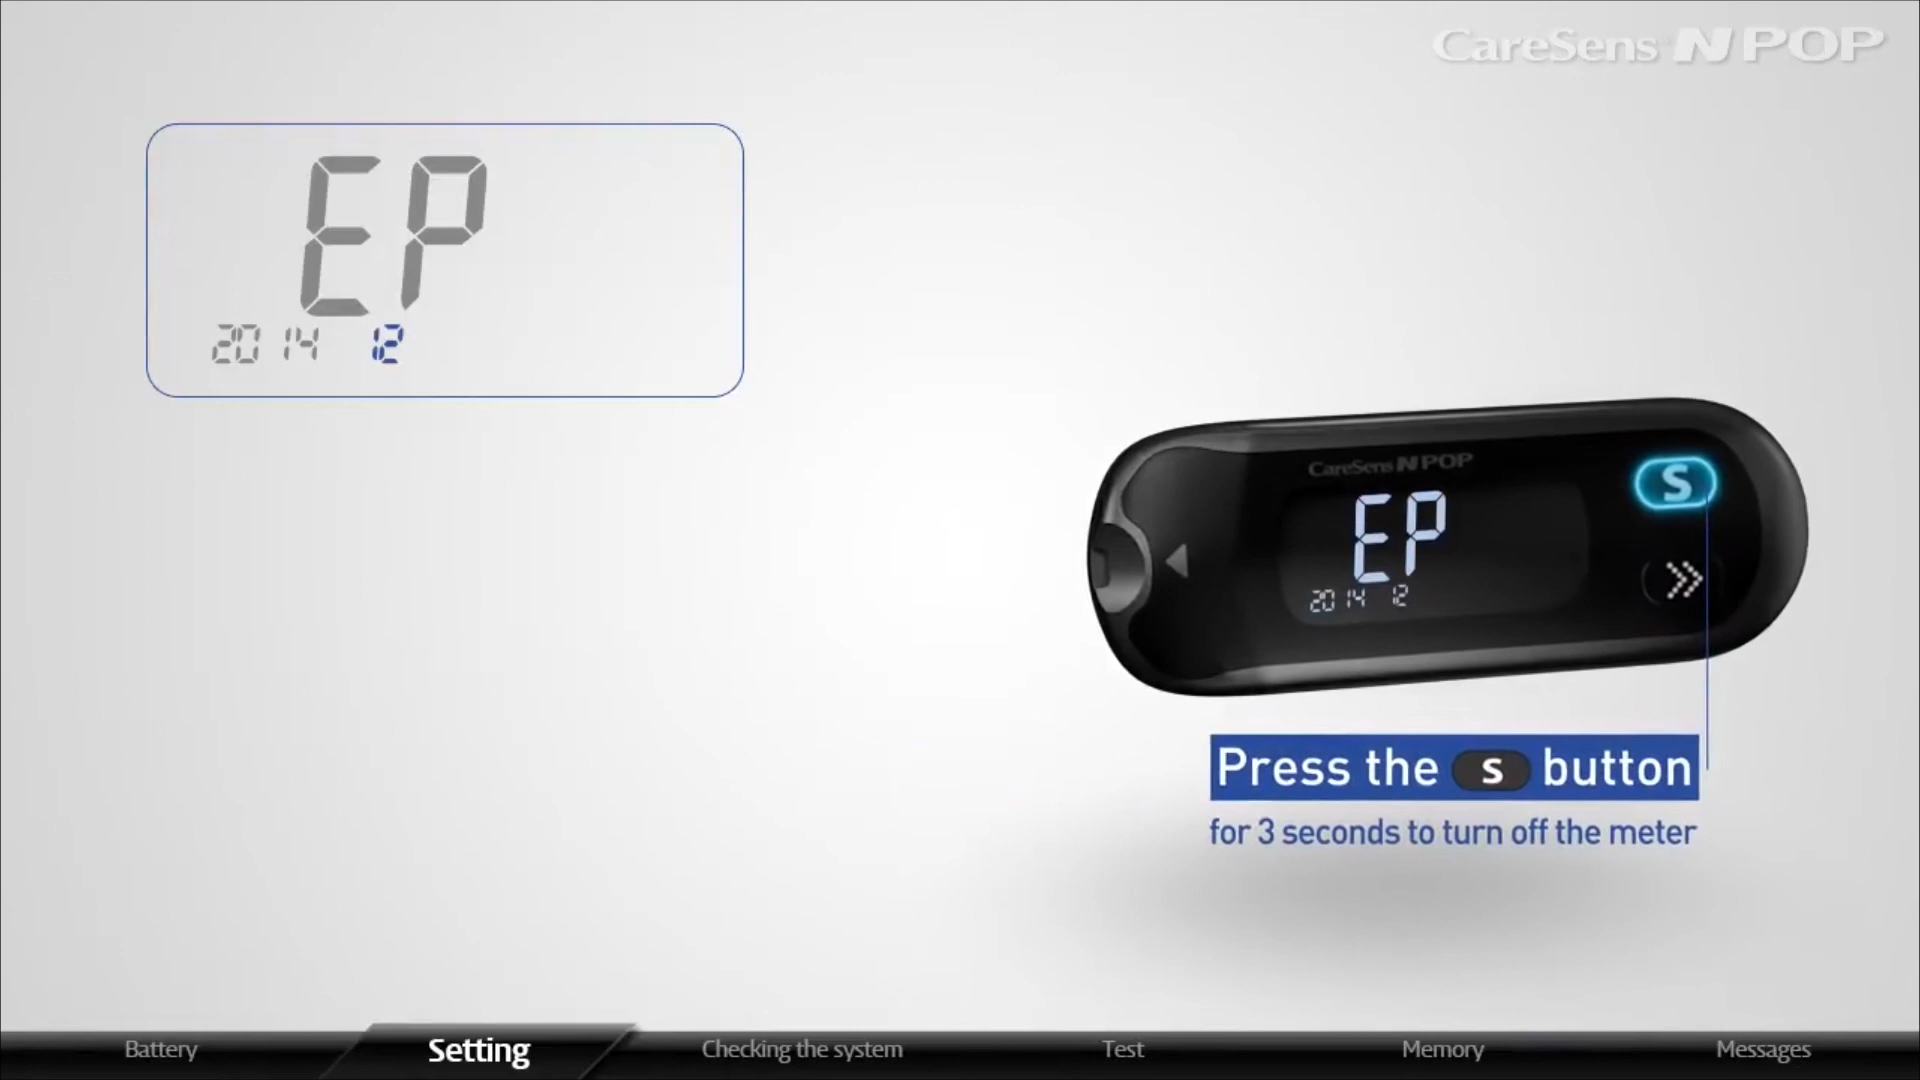 CareSens N POP
EP
2014 12
CareSens N POP
S
EP
2014 12
Press the S button
for 3 seconds to turn off the meter
Battery
Setting
Checking the system
Test
Memory
Messages